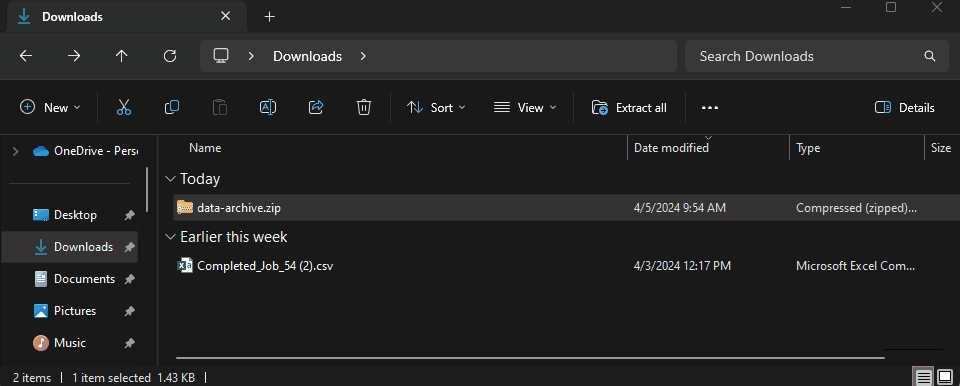 Downloads
Downloads
Search Downloads
New
Sort
View
Extract all
Details
OneDrive - Perso
Name
Date modified
Type
Size
Today
Desktop
data-archive.zip
4/5/2024 9:54 AM
Compressed (zipped)...
Downloads
Earlier this week
Documents
Completed_Job_54 (2).csv
4/3/2024 12:17 PM
Microsoft Excel Com...
Pictures
Music
2 items
1 item selected 1.43 KB